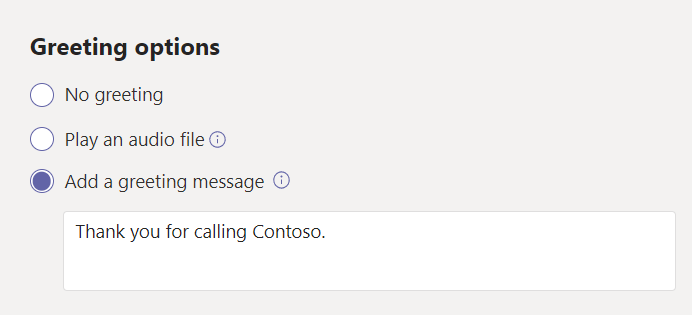 Greeting options
No greeting
Play an audio file
Add a greeting message
Thank you for calling Contoso.